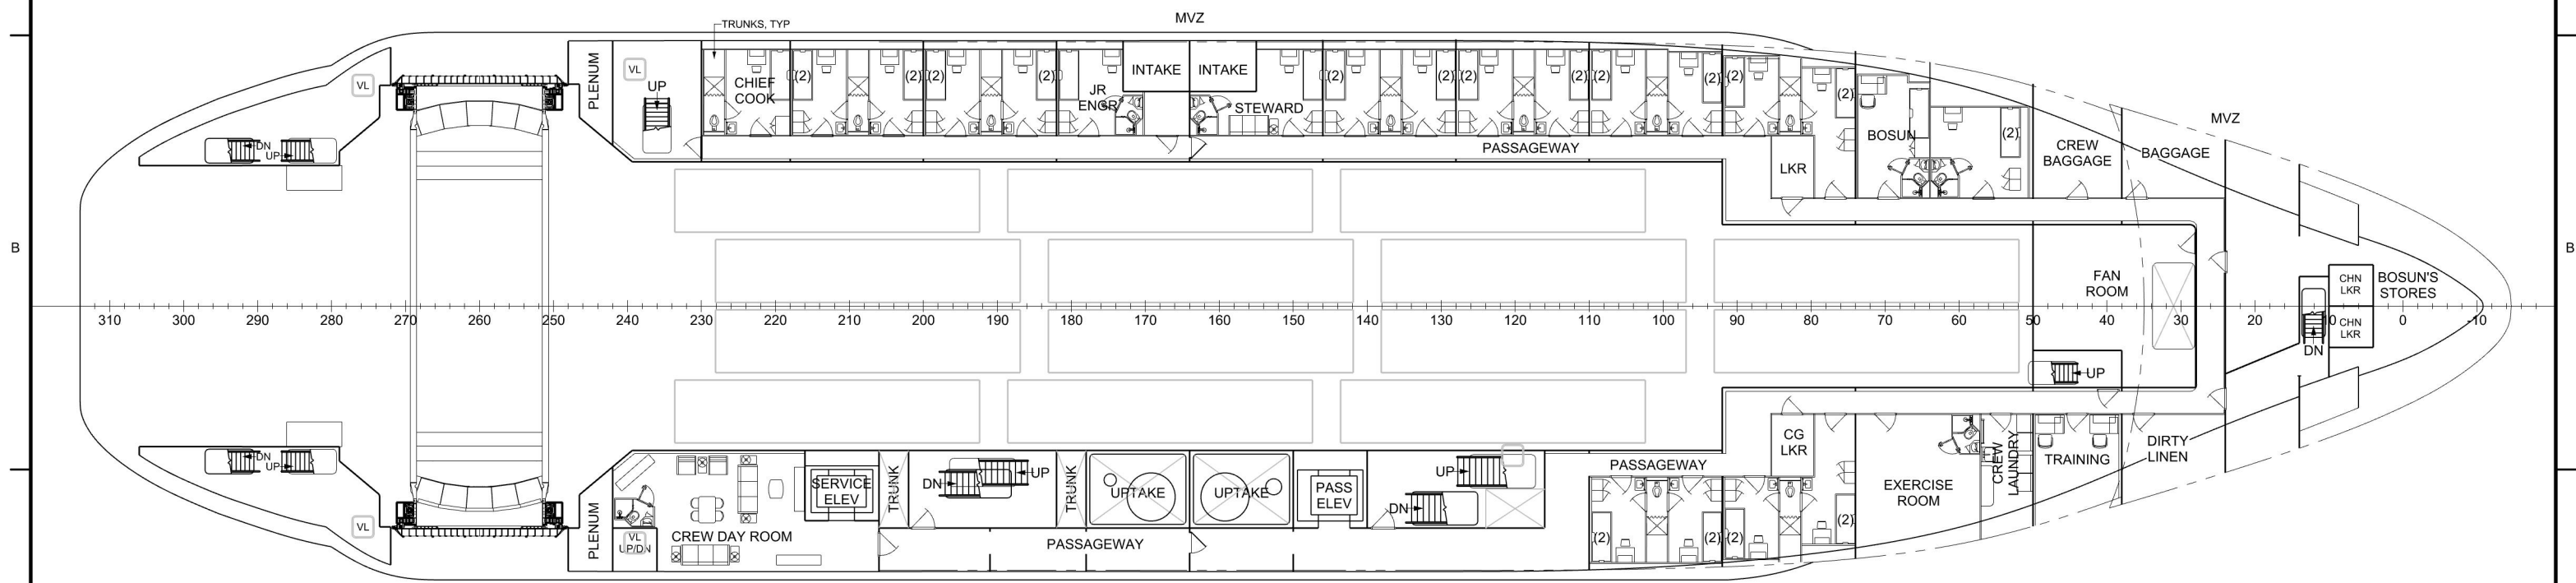 MVZ
TRUNKS, TYP
PLENUM
VL
UP
CHIEF
COOK
(2)
(2)
(2)
(2)
JR
ENGR
INTAKE
INTAKE
STEWARD
(2)
(2)
(2)
(2)
(2)
(2)
(2)
(2)
BOSUN
(2)
MVZ
VL
DN
UP
PASSAGEWAY
LKR
CREW
BAGGAGE
BAGGAGE
B
B
FAN
ROOM
CHN
LKR
BOSUN'S
STORES
310
300
290
280
270
260
250
240
230
220
210
200
190
180
170
160
150
140
130
120
110
100
90
80
70
60
50
40
30
20
10
0
-10
CHN
LKR
DN
UP
DN
UP
VL
PLENUM
VL
UP/DN
CREW DAY ROOM
SERVICE
ELEV
TRUNK
DN
UP
TRUNK
UPTAKE
UPTAKE
PASS
ELEV
UP
DN
PASSAGEWAY
PASSAGEWAY
CG
LKR
(2)
(2)
(2)
(2)
EXERCISE
ROOM
CREW
LAUNDRY
TRAINING
DIRTY
LINEN